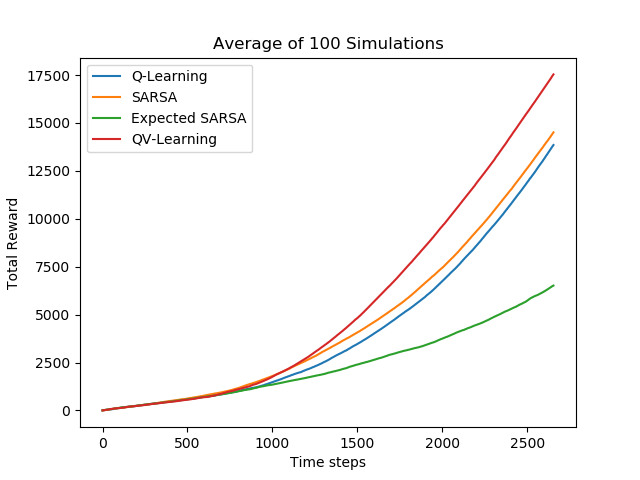 Average of 100 Simulations
Q-Learning
SARSA
Expected SARSA
QV-Learning
Total Reward
17500
15000
12500
10000
7500
5000
2500
0
0 500 1000 1500 2000 2500
Time steps